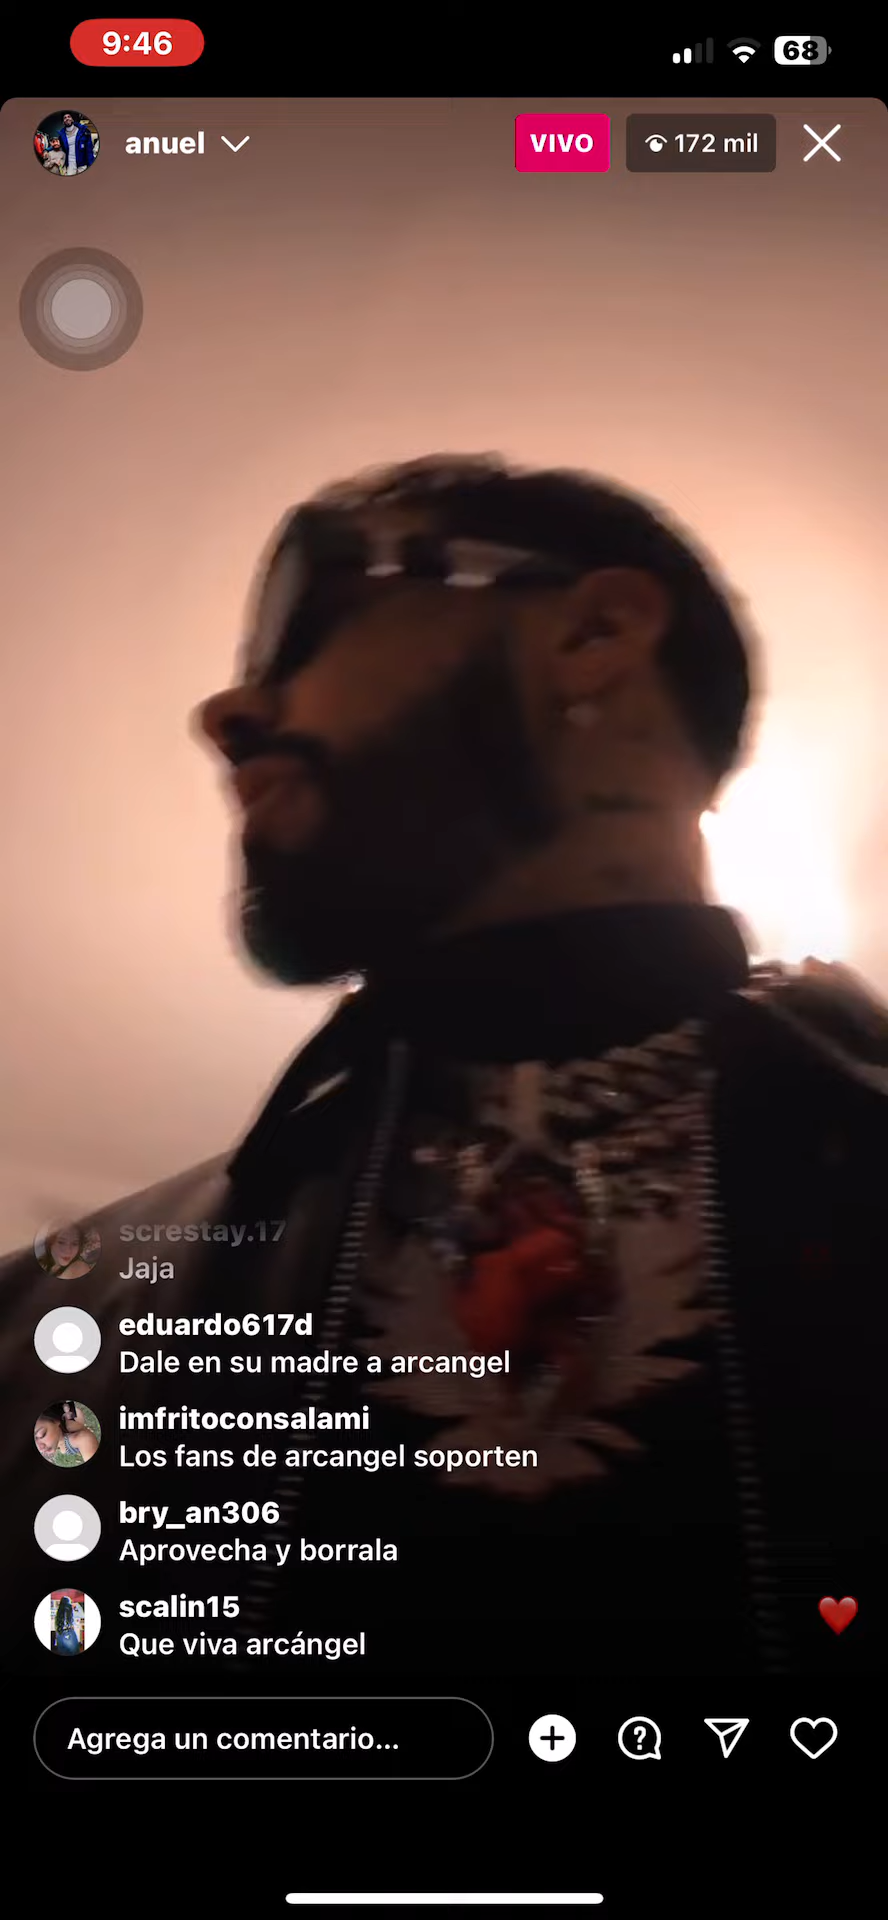 9:46
68
anuel
VIVO
172 mil
screstay.17
Jaja
eduardo617d
Dale en su madre a arcangel
imfritoconsalami
Los fans de arcangel soporten
bry_an306
Aprovecha y borrala
scalin15
Que viva arcángel
Agrega un comentario...